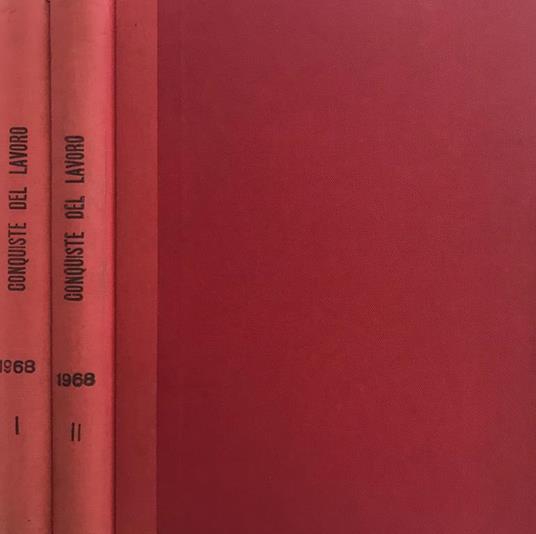 CONQUISTE DEL LAVORO
1968
I
CONQUISTE DEL LAVORO
1968
II